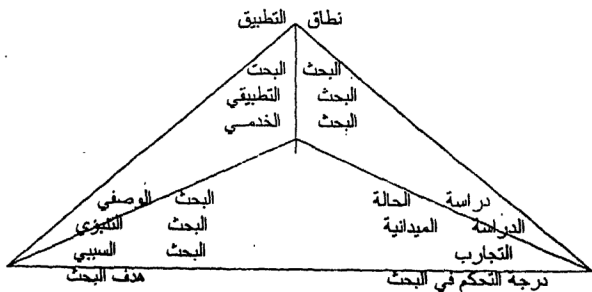 نطاق التطبيق
البحث البحت
البحث التطبيقي
البحث الخدمي
دراسة الحالة
الدراسة الميدانية
التجارب
درجة التحكم في البحث
البحث الوصفي
البحث التنبؤي
البحث السببي
هدف البحث